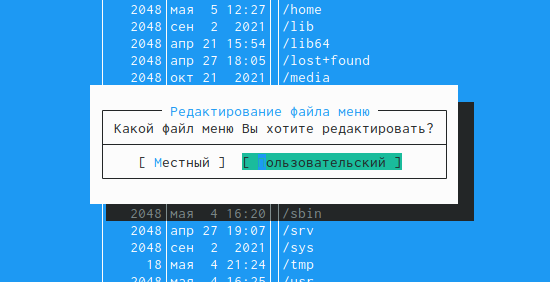 2048 мая 5 12:27 /home
2048 сен 2 2021 /lib
2048 апр 21 15:54 /lib64
2048 апр 27 18:05 /lost+found
2048 окт 21 2021 /media
Редактирование файла меню
Какой файл меню Вы хотите редактировать?
[ Местный ] [ Пользовательский ]
2048 мая 4 16:20 /sbin
2048 апр 27 19:07 /srv
2048 сен 2 2021 /sys
18 мая 4 21:24 /tmp
2048 мая 4 16:25 /usr